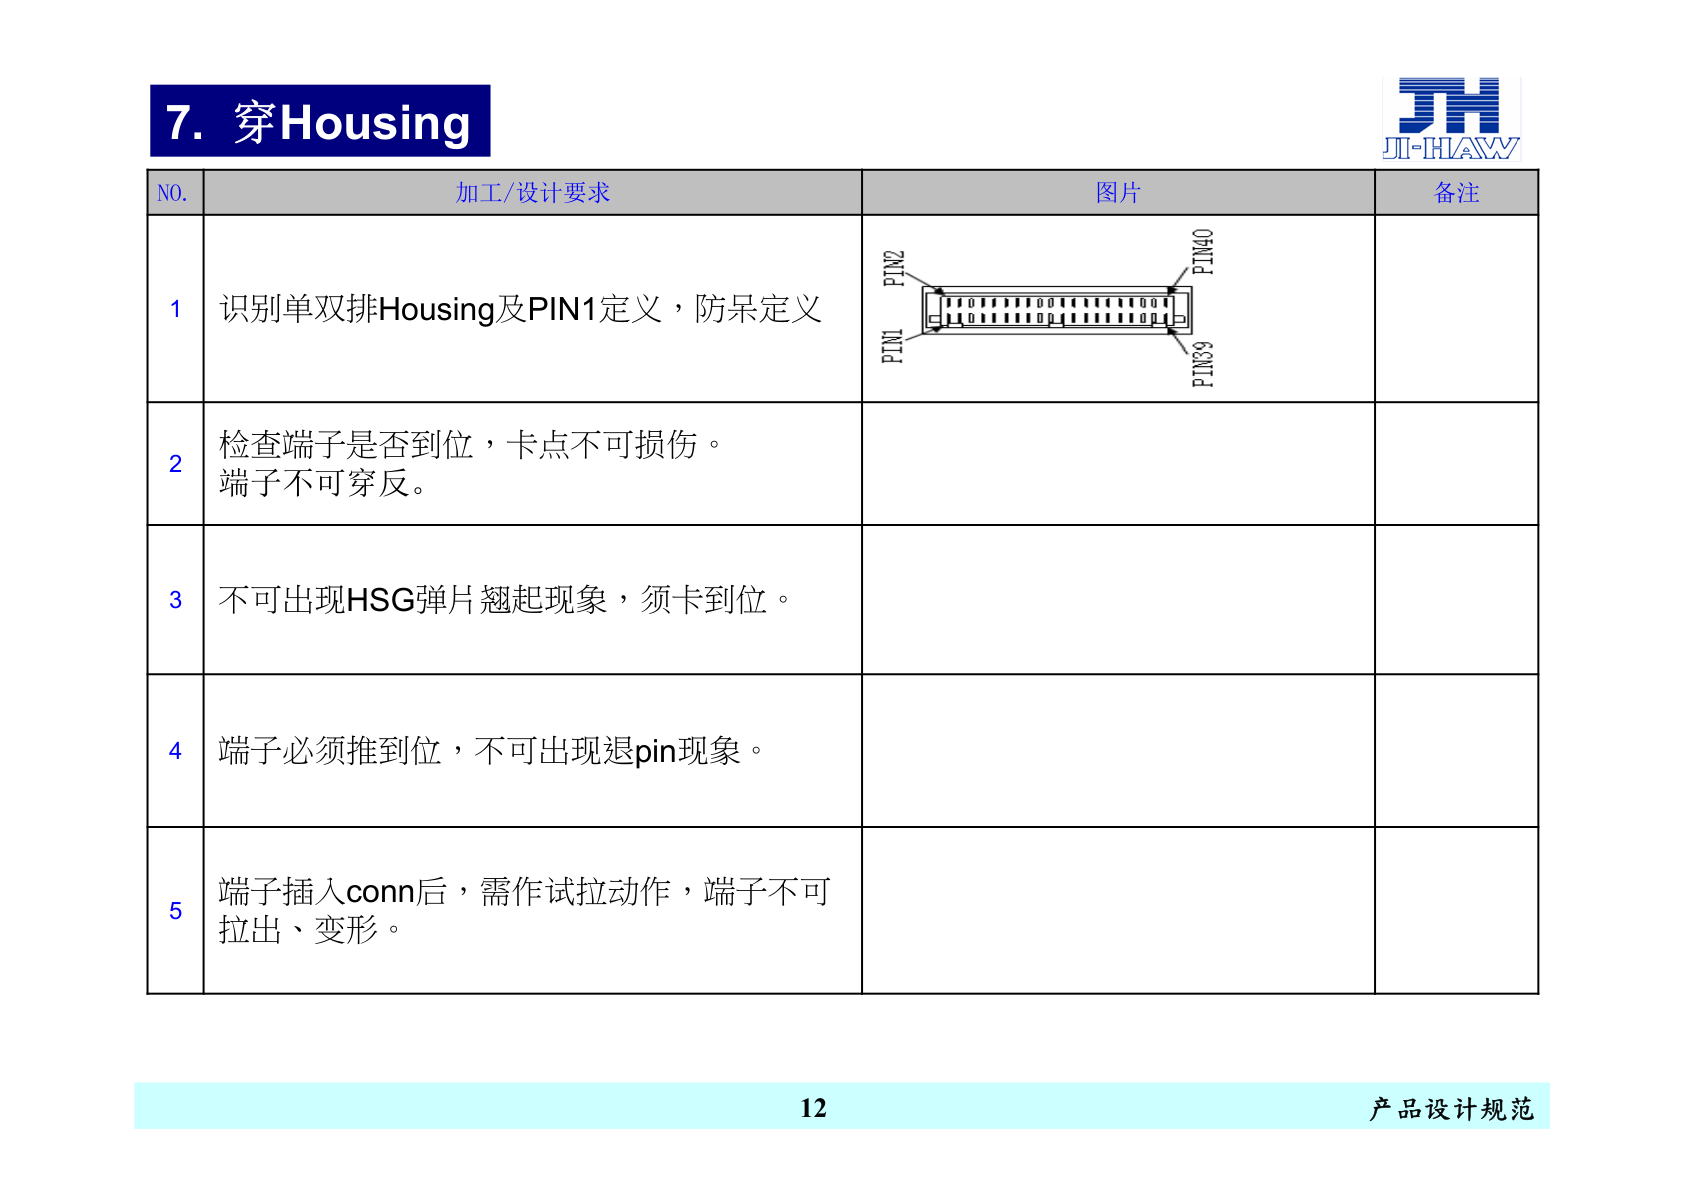 7. 穿Housing
JH
JI-HAW
NO. 加工/设计要求 图片 备注
1 识别单双排Housing及PIN1定义，防呆定义
PIN2
PIN40
PIN1
PIN39
2 检查端子是否到位，卡点不可损伤。
端子不可穿反。
3 不可出现HSG弹片翘起现象，须卡到位。
4 端子必须推到位，不可出现退pin现象。
5 端子插入conn后，需作试拉动作，端子不可
拉出、变形。
12 产品设计规范